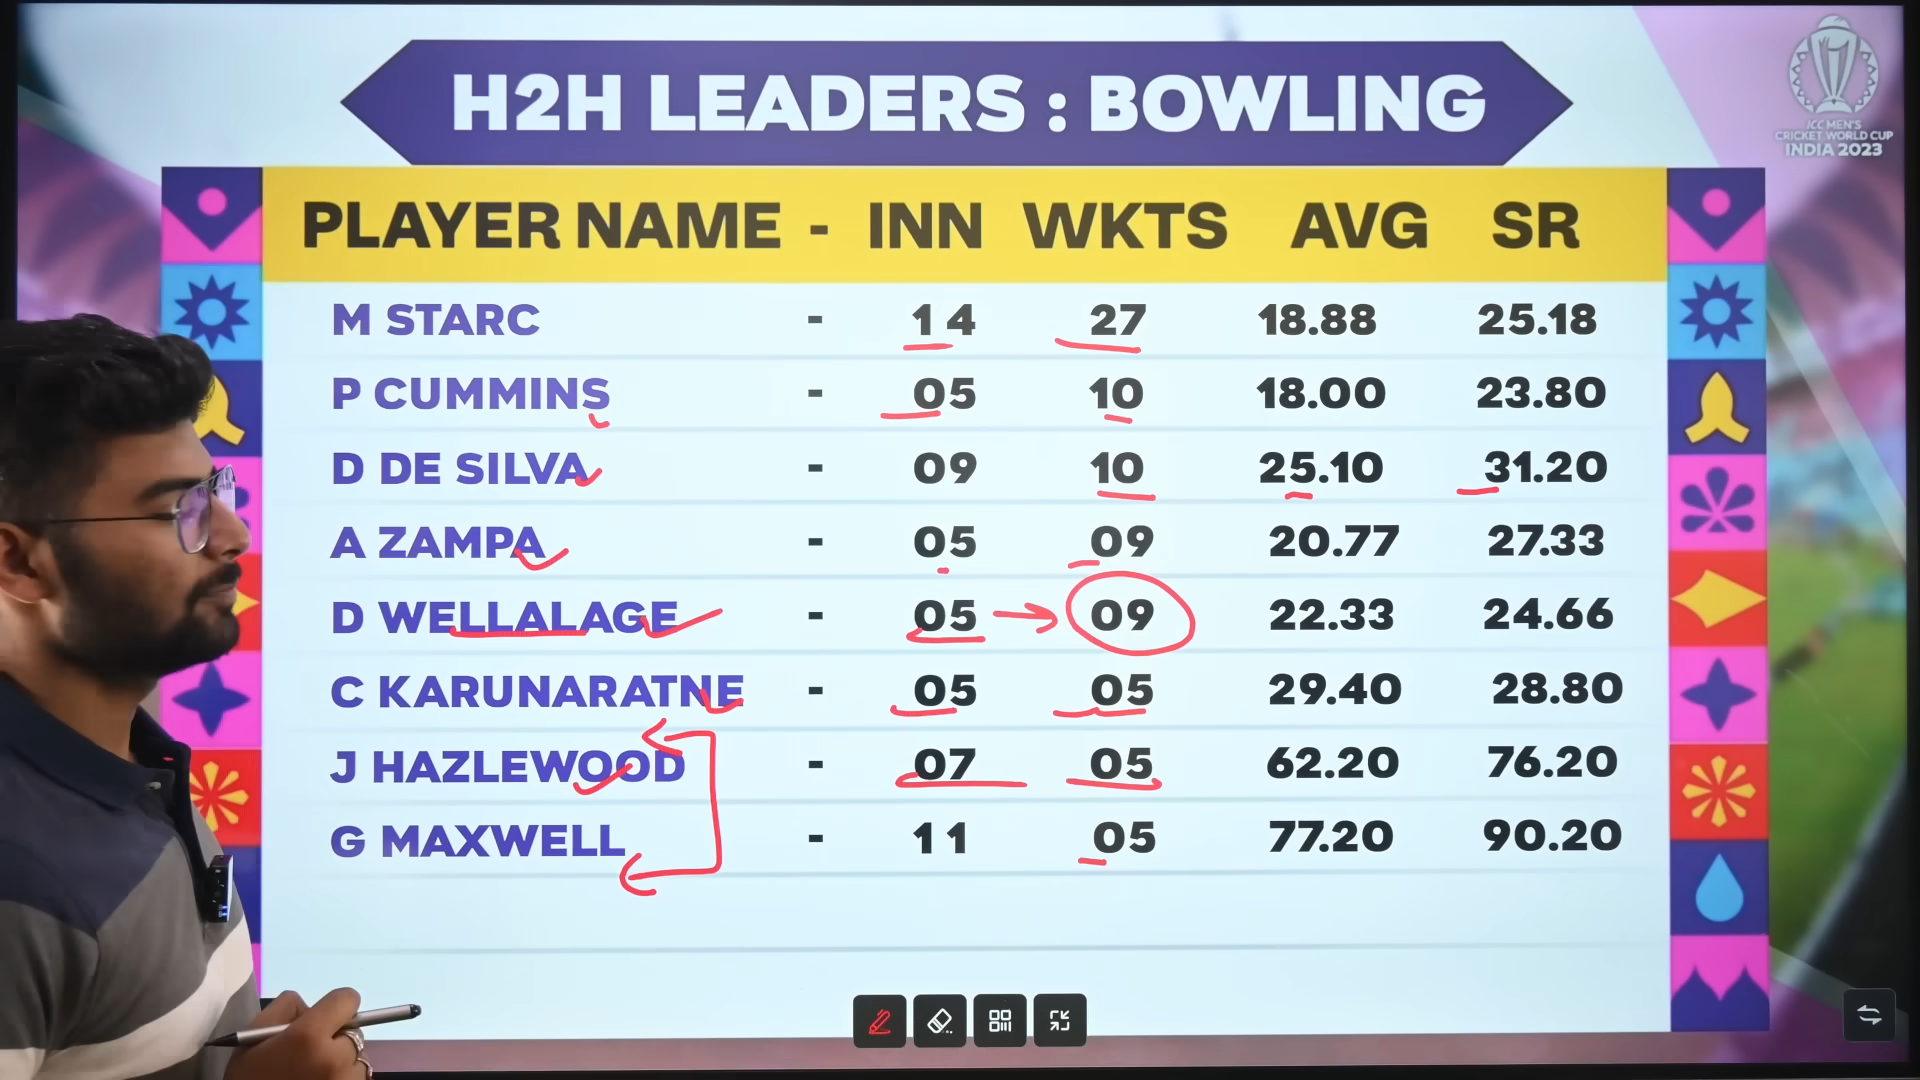 H2H LEADERS : BOWLING
ICC MEN'S
CRICKET WORLD CUP
INDIA 2023
PLAYER NAME - INN WKTS AVG SR
M STARC - 14 27 18.88 25.18
P CUMMINS - 05 10 18.00 23.80
D DE SILVA - 09 10 25.10 31.20
A ZAMPA - 05 09 20.77 27.33
D WELLALAGE - 05 09 22.33 24.66
C KARUNARATNE - 05 05 29.40 28.80
J HAZLEWOOD - 07 05 62.20 76.20
G MAXWELL - 11 05 77.20 90.20